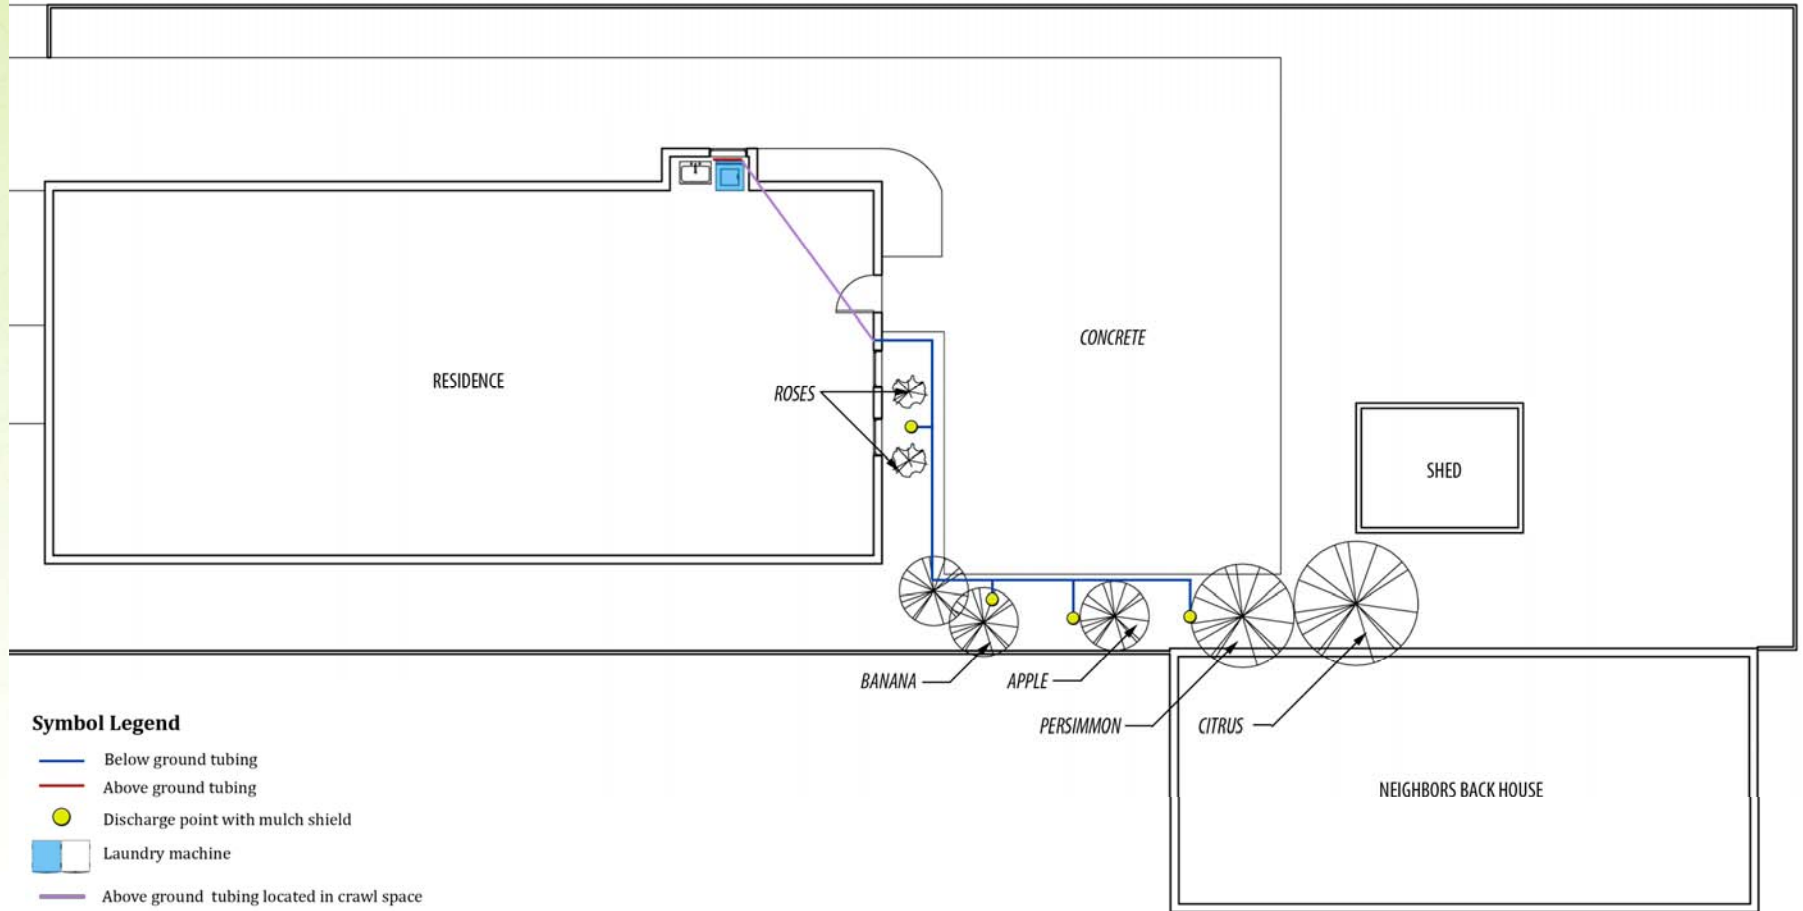 CONCRETE
RESIDENCE
ROSES
SHED
BANANA
APPLE
PERSIMMON
CITRUS
NEIGHBORS BACK HOUSE
Symbol Legend
Below ground tubing
Above ground tubing
Discharge point with mulch shield
Laundry machine
Above ground tubing located in crawl space